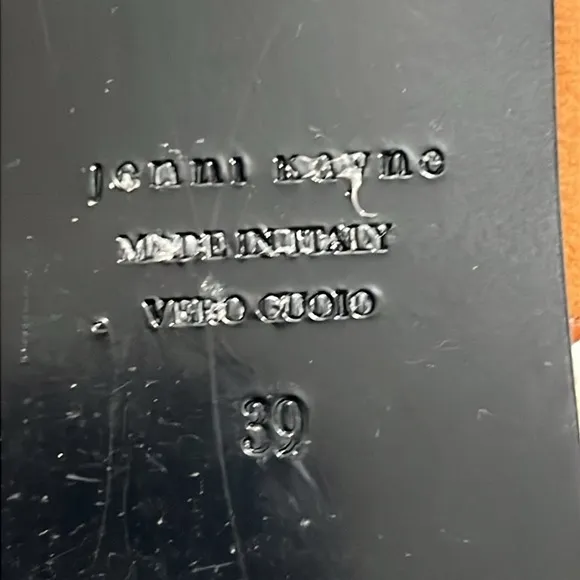 jenni kayne
MADE IN ITALY
VERO CUOIO
39